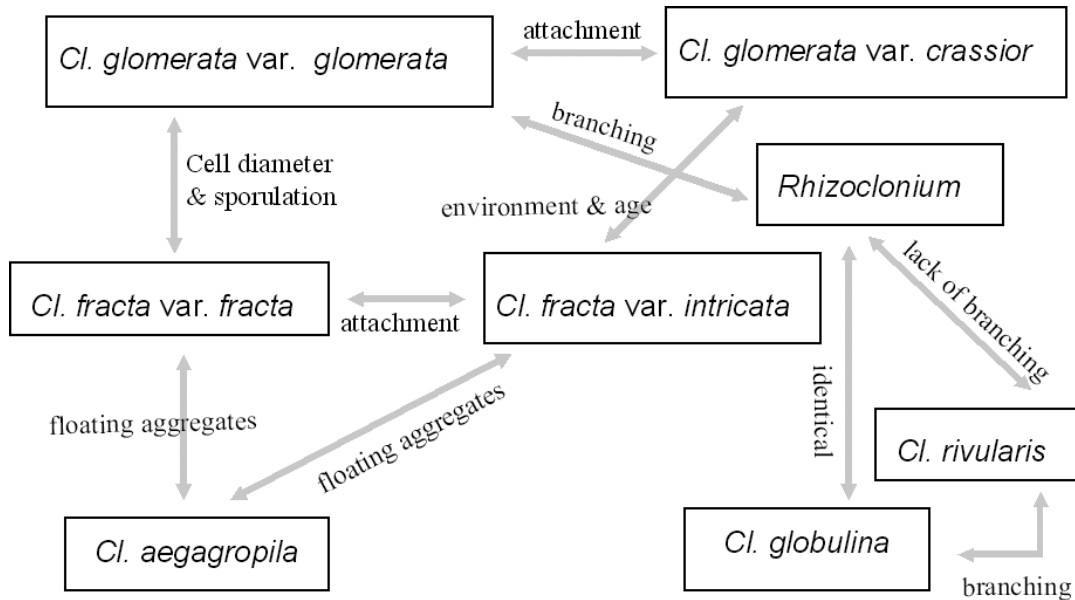 attachment
Cl. glomerata var. glomerata
Cl. glomerata var. crassior
branching
Cell diameter
& sporulation
Rhizoclonium
environment & age
lack of branching
Cl. fracta var. fracta
Cl. fracta var. intricata
attachment
identical
floating aggregates
floating aggregates
Cl. rivularis
Cl. aegagropila
Cl. globulina
branching